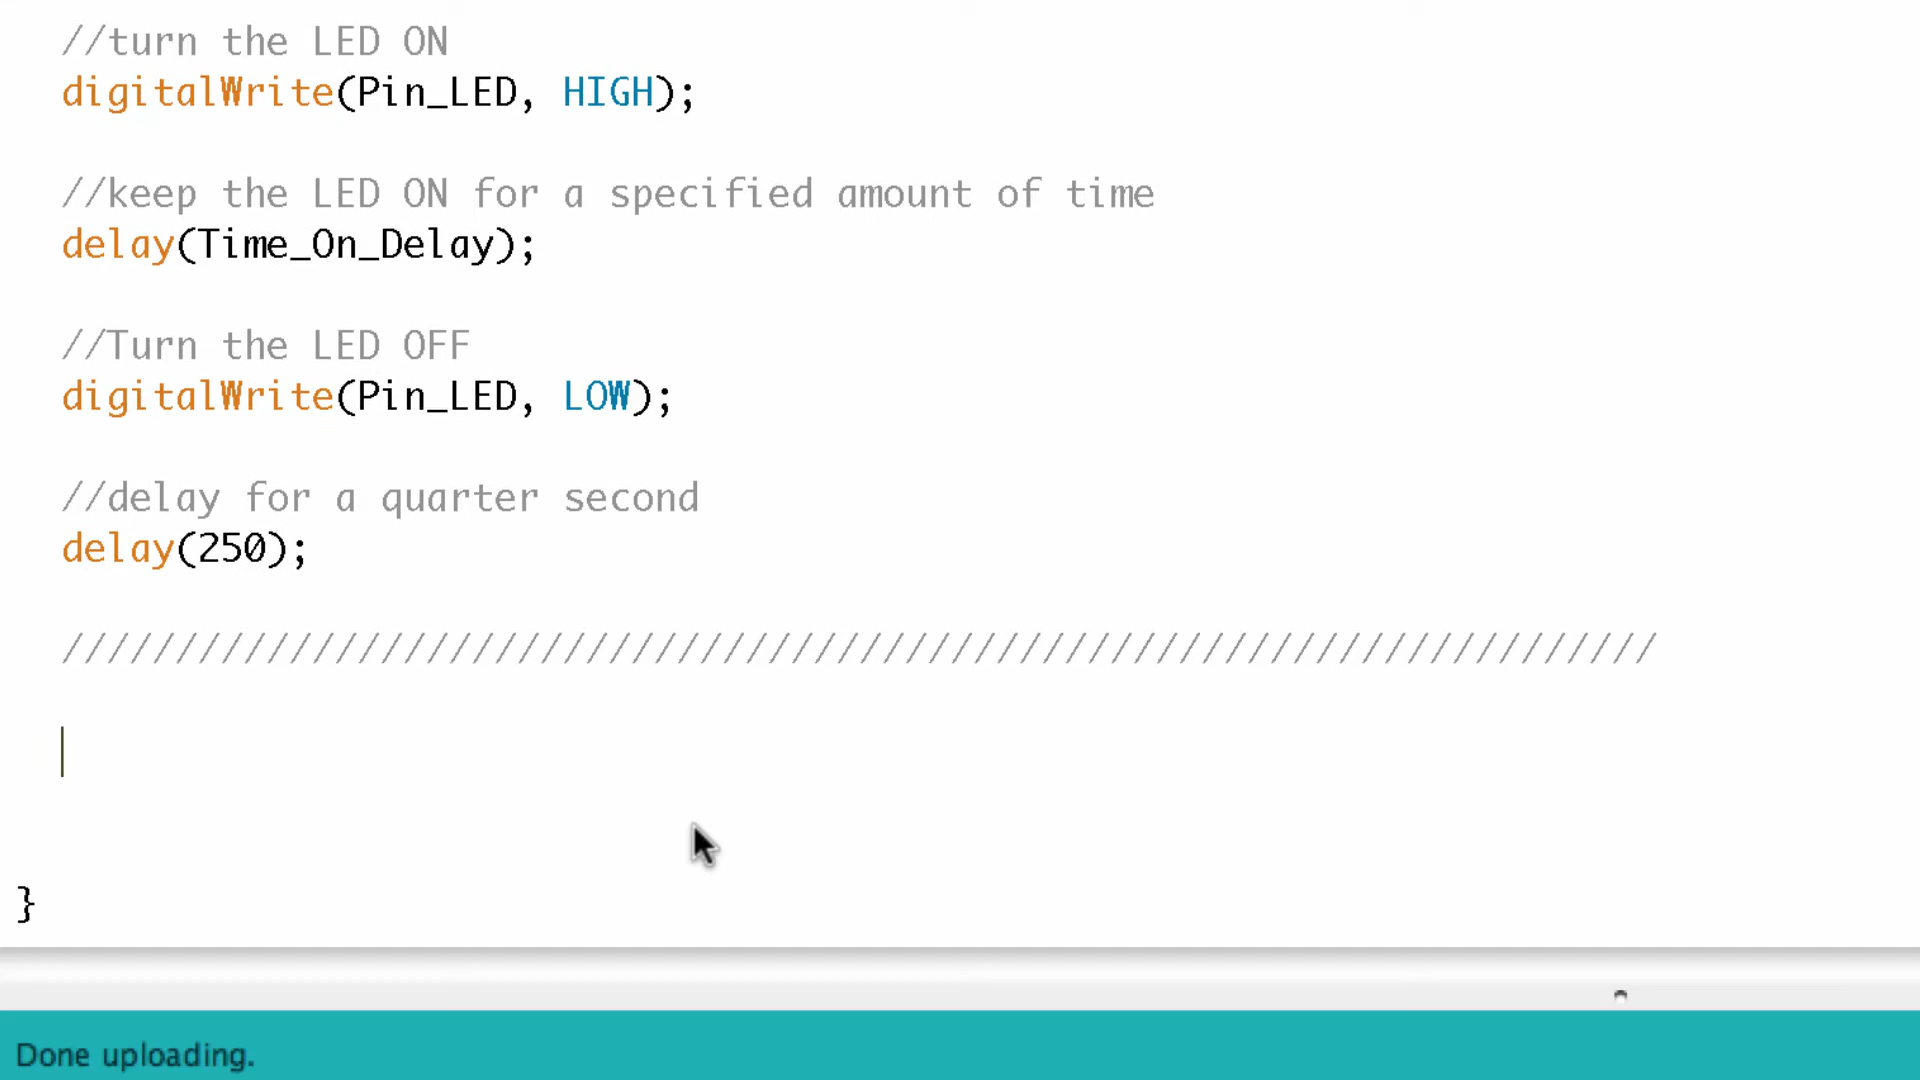 //turn the LED ON
digitalWrite(Pin_LED, HIGH);
//keep the LED ON for a specified amount of time
delay(Time_On_Delay);
//Turn the LED OFF
digitalWrite(Pin_LED, LOW);
//delay for a quarter second
delay(250);
//////////////////////////////////////////////////////////////////////
}
Done uploading.